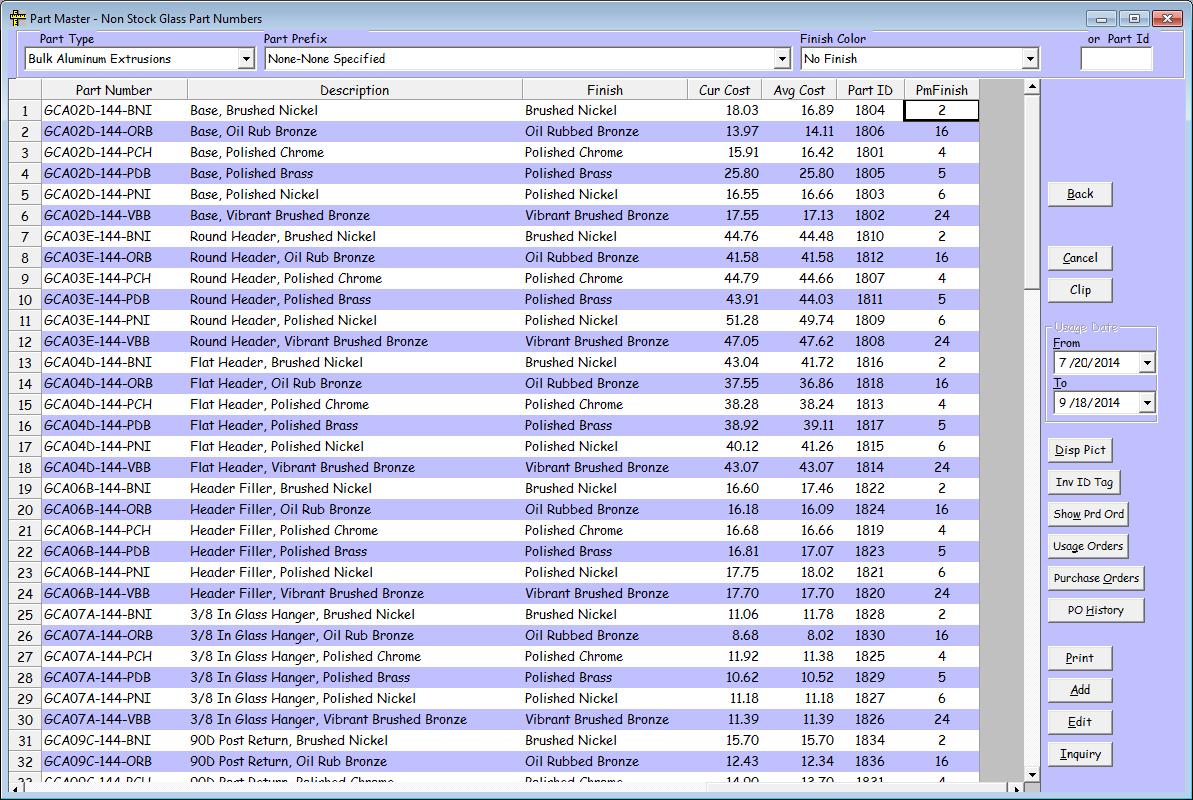 Part Master - Non Stock Glass Part Numbers
Part Type Part Prefix Finish Color or Part Id
Bulk Aluminum Extrusions None-None Specified No Finish
Part Number Description Finish Cur Cost Avg Cost Part ID PmFinish
1 GCA02D-144-BNI Base, Brushed Nickel Brushed Nickel 18.03 16.89 1804 2
2 GCA02D-144-ORB Base, Oil Rub Bronze Oil Rubbed Bronze 13.97 14.11 1806 16
3 GCA02D-144-PCH Base, Polished Chrome Polished Chrome 15.91 16.42 1801 4
4 GCA02D-144-PDB Base, Polished Brass Polished Brass 25.80 25.80 1805 5
5 GCA02D-144-PNI Base, Polished Nickel Polished Nickel 16.55 16.66 1803 6
6 GCA02D-144-VBB Base, Vibrant Brushed Bronze Vibrant Brushed Bronze 17.55 17.13 1802 24
7 GCA03E-144-BNI Round Header, Brushed Nickel Brushed Nickel 44.76 44.48 1810 2
8 GCA03E-144-ORB Round Header, Oil Rub Bronze Oil Rubbed Bronze 41.58 41.58 1812 16
9 GCA03E-144-PCH Round Header, Polished Chrome Polished Chrome 44.79 44.66 1807 4
10 GCA03E-144-PDB Round Header, Polished Brass Polished Brass 43.91 44.03 1811 5
11 GCA03E-144-PNI Round Header, Polished Nickel Polished Nickel 51.28 49.74 1809 6
12 GCA03E-144-VBB Round Header, Vibrant Brushed Bronze Vibrant Brushed Bronze 47.05 47.62 1808 24
13 GCA04D-144-BNI Flat Header, Brushed Nickel Brushed Nickel 43.04 41.72 1816 2
14 GCA04D-144-ORB Flat Header, Oil Rub Bronze Oil Rubbed Bronze 37.55 36.86 1818 16
15 GCA04D-144-PCH Flat Header, Polished Chrome Polished Chrome 38.28 38.24 1813 4
16 GCA04D-144-PDB Flat Header, Polished Brass Polished Brass 38.92 39.11 1817 5
17 GCA04D-144-PNI Flat Header, Polished Nickel Polished Nickel 40.12 41.26 1815 6
18 GCA04D-144-VBB Flat Header, Vibrant Brushed Bronze Vibrant Brushed Bronze 43.07 43.07 1814 24
19 GCA06B-144-BNI Header Filler, Brushed Nickel Brushed Nickel 16.60 17.46 1822 2
20 GCA06B-144-ORB Header Filler, Oil Rub Bronze Oil Rubbed Bronze 16.18 16.09 1824 16
21 GCA06B-144-PCH Header Filler, Polished Chrome Polished Chrome 16.68 16.66 1819 4
22 GCA06B-144-PDB Header Filler, Polished Brass Polished Brass 16.81 17.07 1823 5
23 GCA06B-144-PNI Header Filler, Polished Nickel Polished Nickel 17.75 18.02 1821 6
24 GCA06B-144-VBB Header Filler, Vibrant Brushed Bronze Vibrant Brushed Bronze 17.70 17.70 1820 24
25 GCA07A-144-BNI 3/8 In Glass Hanger, Brushed Nickel Brushed Nickel 11.06 11.78 1828 2
26 GCA07A-144-ORB 3/8 In Glass Hanger, Oil Rub Bronze Oil Rubbed Bronze 8.68 8.02 1830 16
27 GCA07A-144-PCH 3/8 In Glass Hanger, Polished Chrome Polished Chrome 11.92 11.38 1825 4
28 GCA07A-144-PDB 3/8 In Glass Hanger, Polished Brass Polished Brass 10.62 10.52 1829 5
29 GCA07A-144-PNI 3/8 In Glass Hanger, Polished Nickel Polished Nickel 11.18 11.18 1827 6
30 GCA07A-144-VBB 3/8 In Glass Hanger, Vibrant Brushed Bronze Vibrant Brushed Bronze 11.39 11.39 1826 24
31 GCA09C-144-BNI 90D Post Return, Brushed Nickel Brushed Nickel 15.70 15.70 1834 2
32 GCA09C-144-ORB 90D Post Return, Oil Rub Bronze Oil Rubbed Bronze 12.43 12.34 1836 16
33 GCA09C-144-PCH 90D Post Return, Polished Chrome Polished Chrome 14.90 13.70 1831 4
Back
Cancel
Clip
Usage Date
From
7 /20/2014
To
9 /18/2014
Disp Pict
Inv ID Tag
Show Prd Ord
Usage Orders
Purchase Orders
PO History
Print
Add
Edit
Inquiry